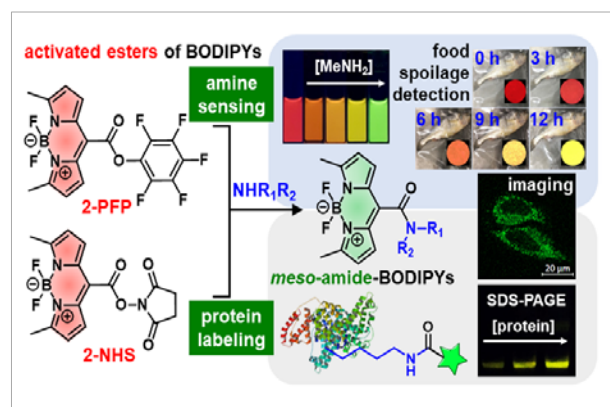 activated esters of BODIPYs
F
B
F
N
N
O
O
F
F
F
F
F
2-PFP
F
B
F
N
N
O
O
N
O
O
2-NHS
amine
sensing
NHR1R2
protein
labeling
[MeNH2]
food
spoilage
detection
0 h
3 h
6 h
9 h
12 h
F
B
F
N
N
O
N
R1
R2
meso-amide-BODIPYs
O
N
H
imaging
20 μm
SDS-PAGE
[protein]